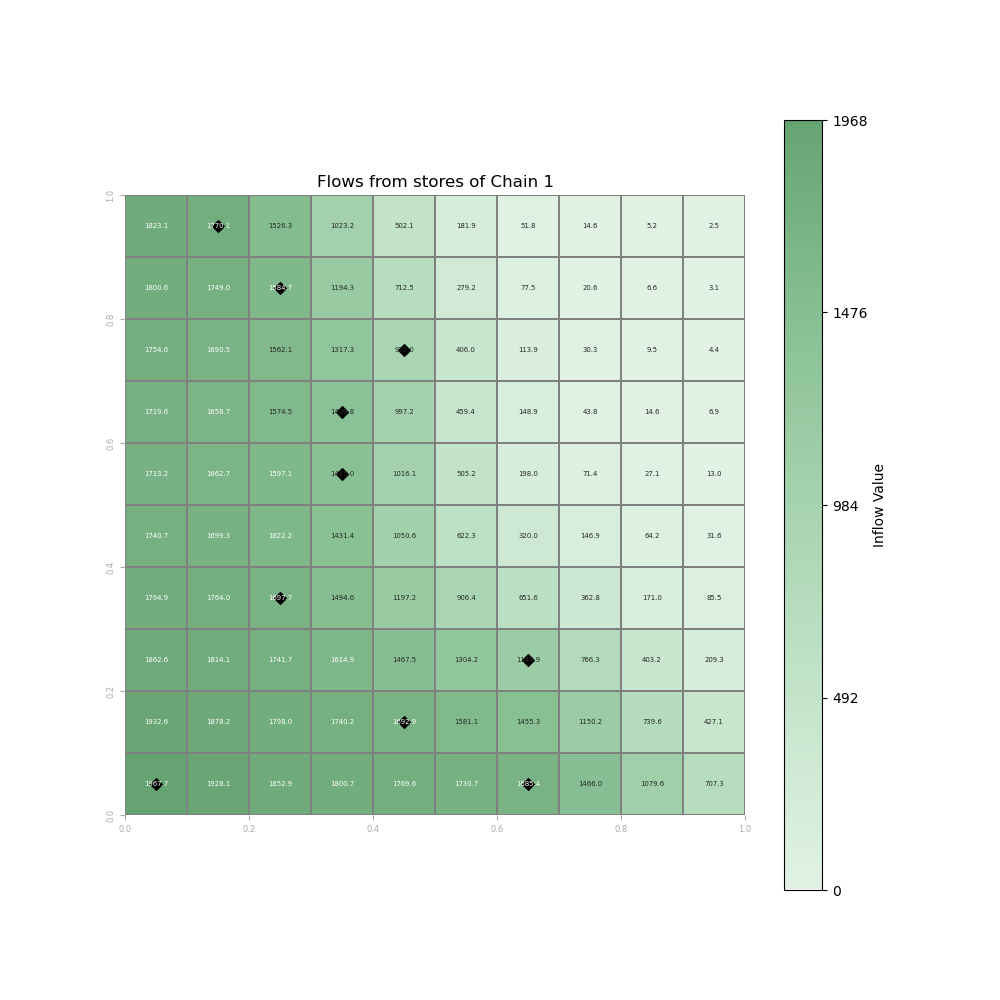 Flows from stores of Chain 1
1.0
1823.1 1526.3 1023.2 502.1 181.9 51.8 14.6 5.2 2.5
1800.6 1749.0 1194.3 712.5 279.2 77.5 20.6 6.6 3.1
0.8
1754.6 1690.5 1562.1 1317.3 406.0 113.9 30.3 9.5 4.4
1719.6 1658.7 1574.5 997.2 459.4 148.9 43.8 14.6 6.9
0.6
1713.2 1662.7 1597.1 1016.1 505.2 198.0 71.4 27.1 13.0
1740.7 1699.3 1622.2 1431.4 1050.6 622.3 320.0 146.9 64.2 31.6
0.4
1794.9 1764.0 1494.6 1197.2 906.4 651.6 362.8 171.0 85.5
1862.6 1814.1 1741.7 1614.9 1467.5 1304.2 766.3 403.2 209.3
0.2
1932.6 1878.2 1798.0 1740.2 1692.9 1581.1 1455.3 1150.2 739.6 427.1
1967.7 1928.1 1852.9 1800.7 1769.6 1730.7 1685.4 1466.0 1079.6 707.3
0.0
0.0 0.2 0.4 0.6 0.8 1.0
1968
1476
984
492
0
Inflow Value